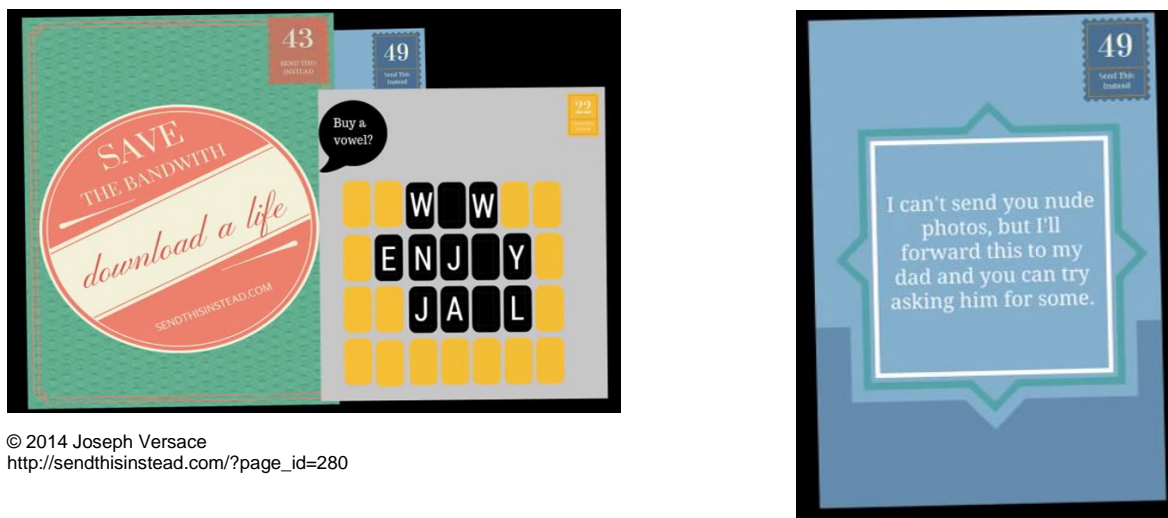 43
SEND THIS
INSTEAD
SAVE
THE BANDWITH
download a life
SENDTHISINSTEAD.COM
49
Send This
Instead
22
Buy a
vowel?
W W
ENJ Y
JA L
© 2014 Joseph Versace
http://sendthisinstead.com/?page_id=280
49
Send This
Instead
I can't send you nude
photos, but I'll
forward this to my
dad and you can try
asking him for some.